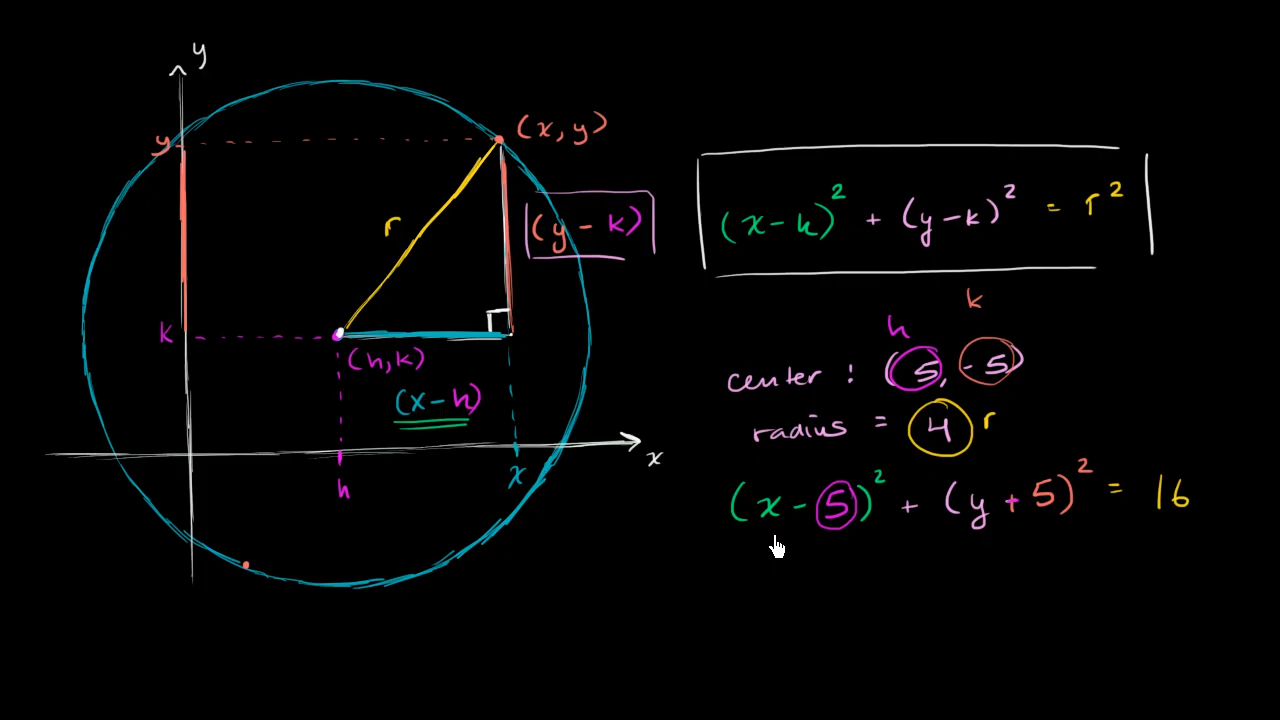 y
y
(x, y)
r
(y - k)
k
(h, k)
(x - h)
x
h
x
(x - h)² + (y - k)² = r²
h
k
center : (5, -5)
radius = 4 r
(x - 5)² + (y + 5)² = 16